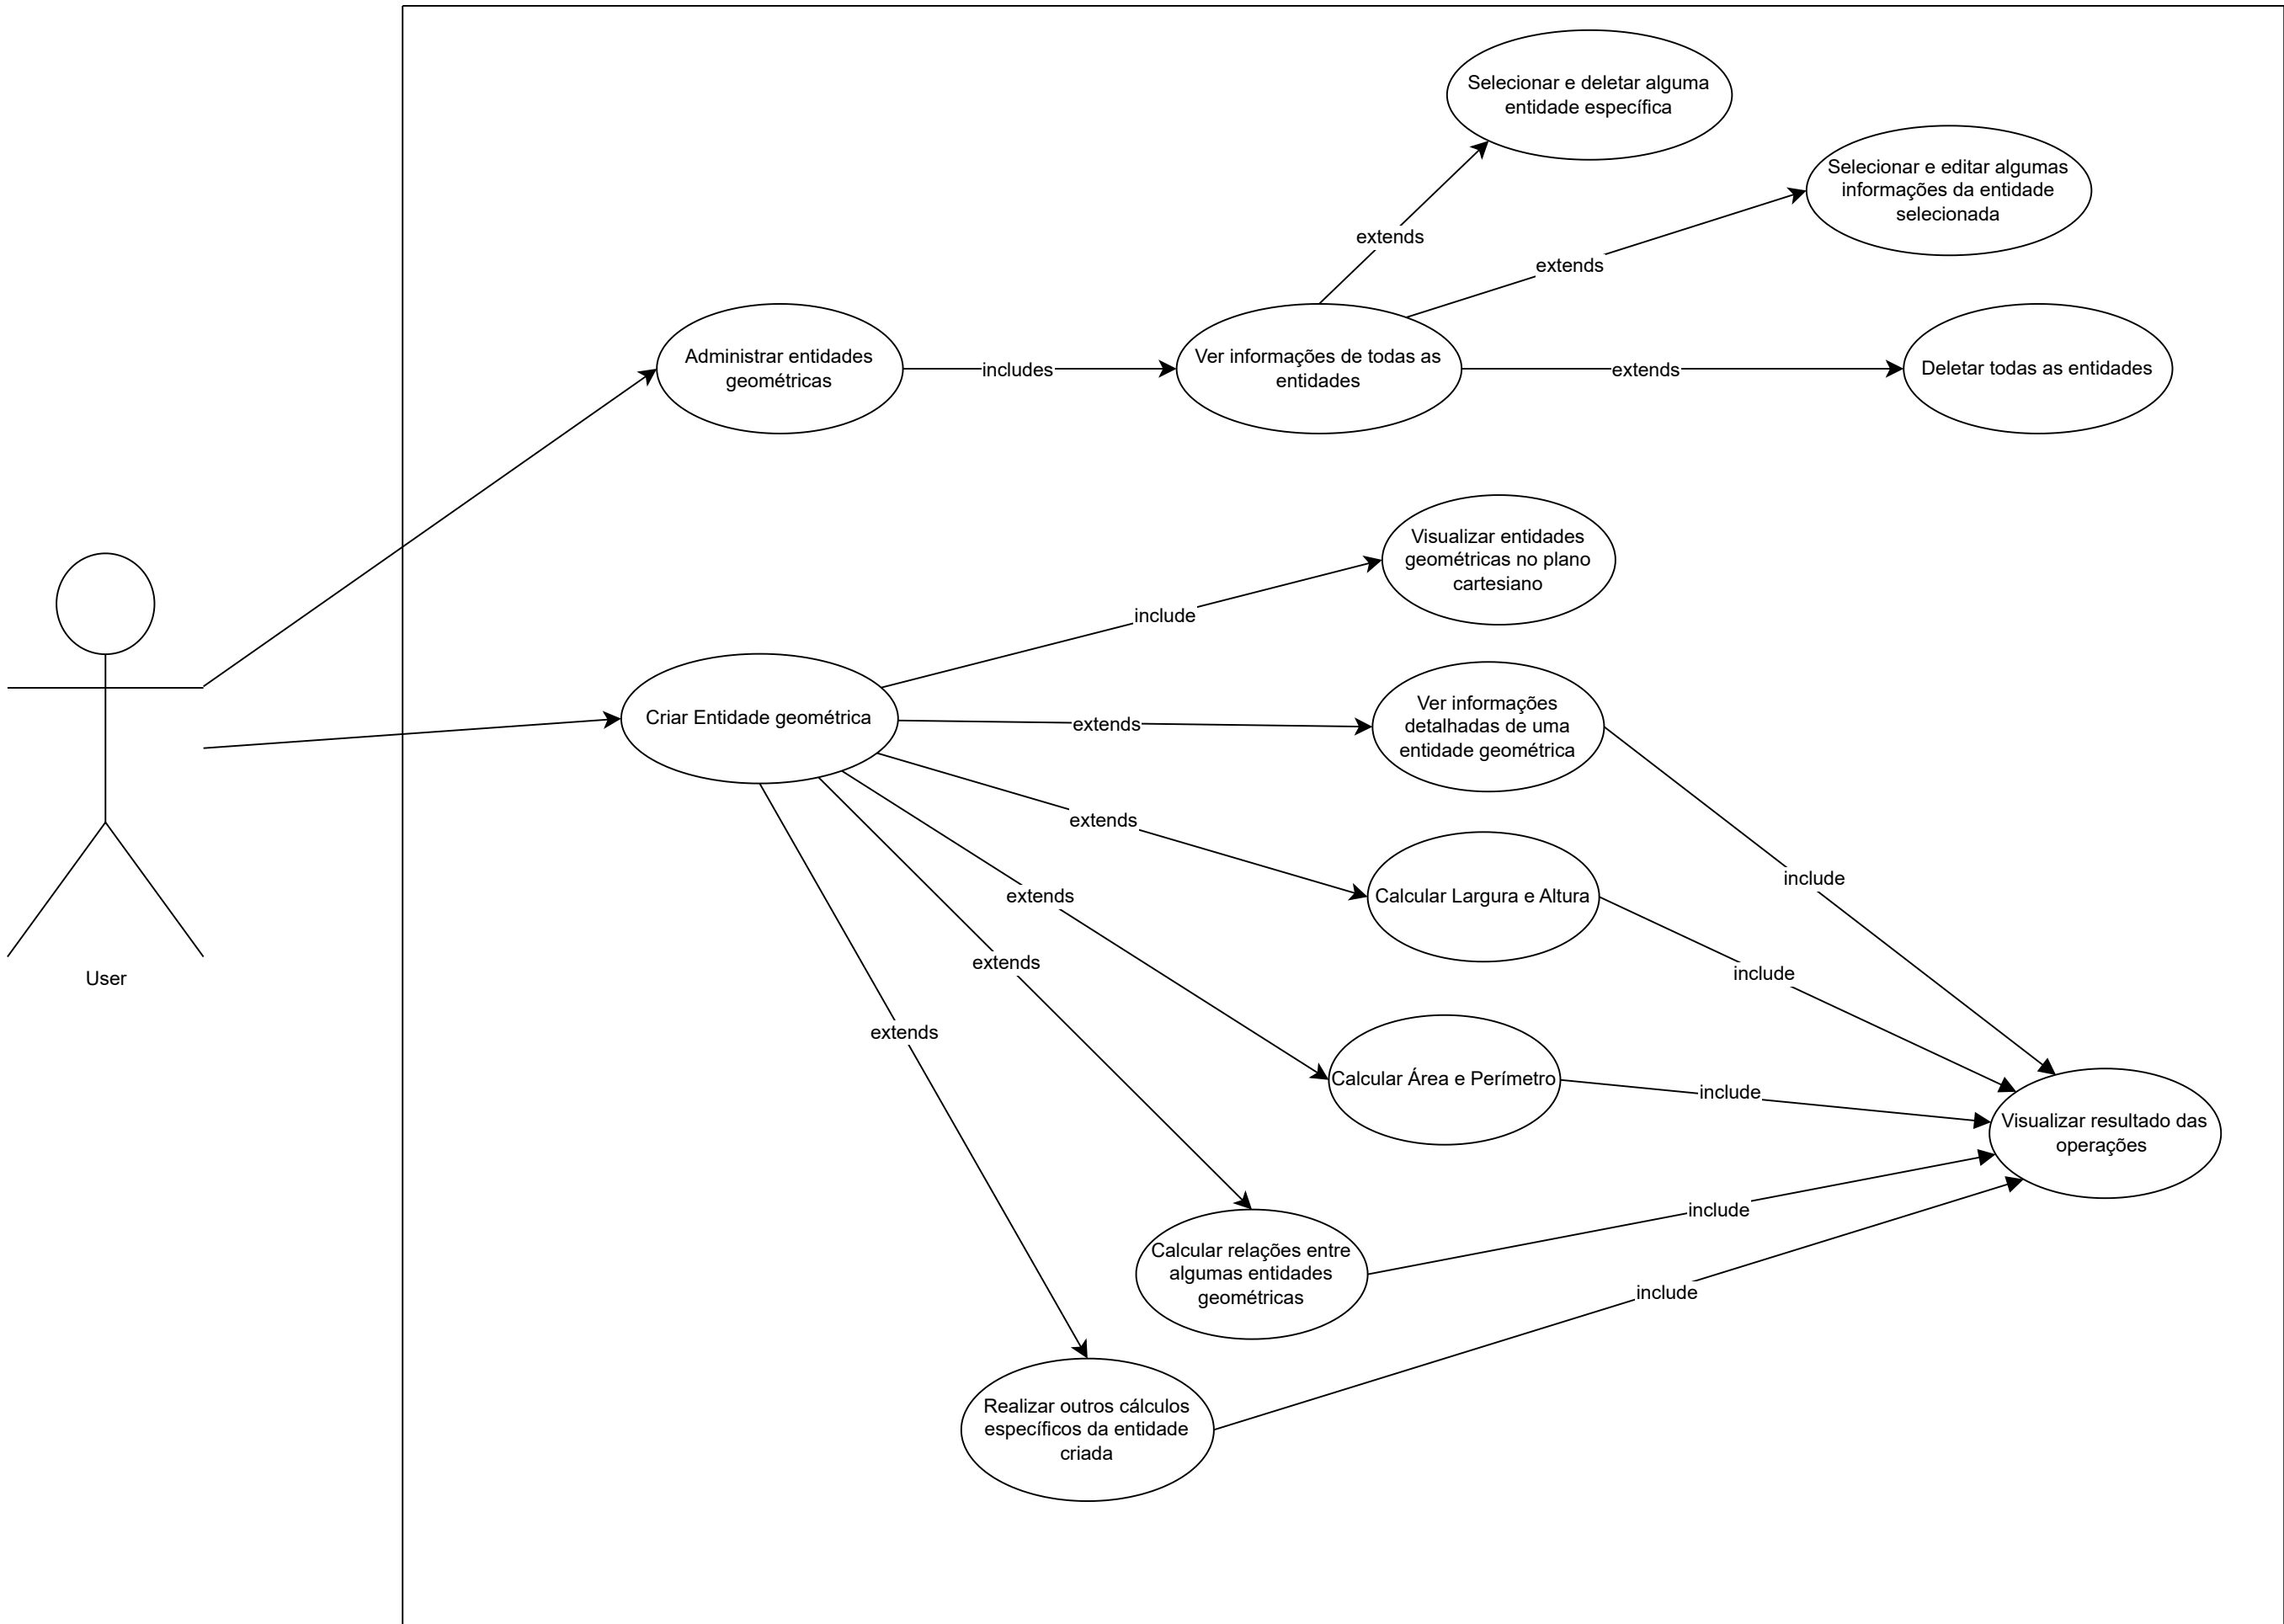 Selecionar e deletar alguma
entidade específica
Selecionar e editar algumas
informações da entidade
selecionada
extends
extends
Administrar entidades
geométricas
includes
Ver informações de todas as
entidades
extends
Deletar todas as entidades
Visualizar entidades
geométricas no plano
cartesiano
include
Criar Entidade geométrica
extends
Ver informações
detalhadas de uma
entidade geométrica
extends
include
extends
Calcular Largura e Altura
extends
include
User
extends
Calcular Área e Perímetro
include
Visualizar resultado das
operações
include
Calcular relações entre
algumas entidades
geométricas
include
Realizar outros cálculos
específicos da entidade
criada